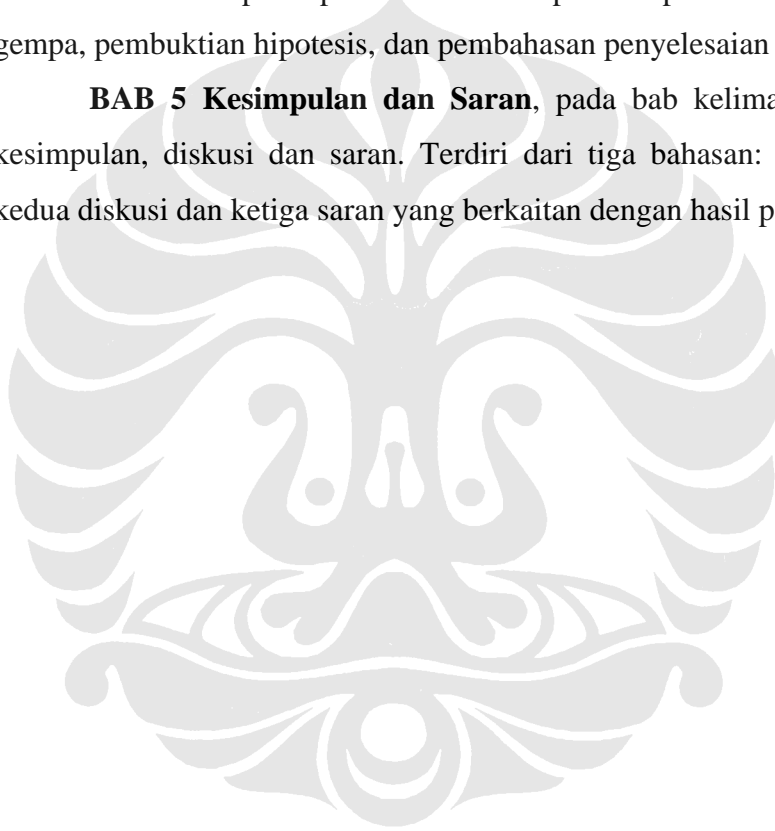 gempa, pembuktian hipotesis, dan pembahasan penyelesaian
BAB 5 Kesimpulan dan Saran, pada bab kelima
kesimpulan, diskusi dan saran. Terdiri dari tiga bahasan:
kedua diskusi dan ketiga saran yang berkaitan dengan hasil p